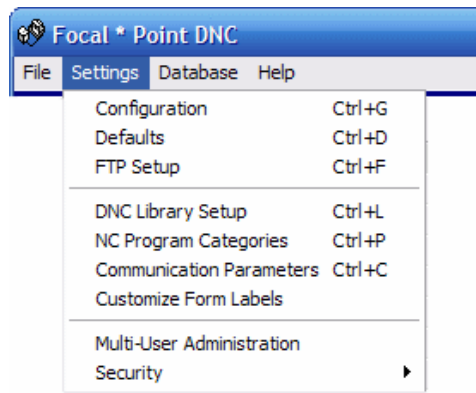 Focal * Point DNC
File Settings Database Help
Configuration Ctrl+G
Defaults Ctrl+D
FTP Setup Ctrl+F
DNC Library Setup Ctrl+L
NC Program Categories Ctrl+P
Communication Parameters Ctrl+C
Customize Form Labels
Multi-User Administration
Security